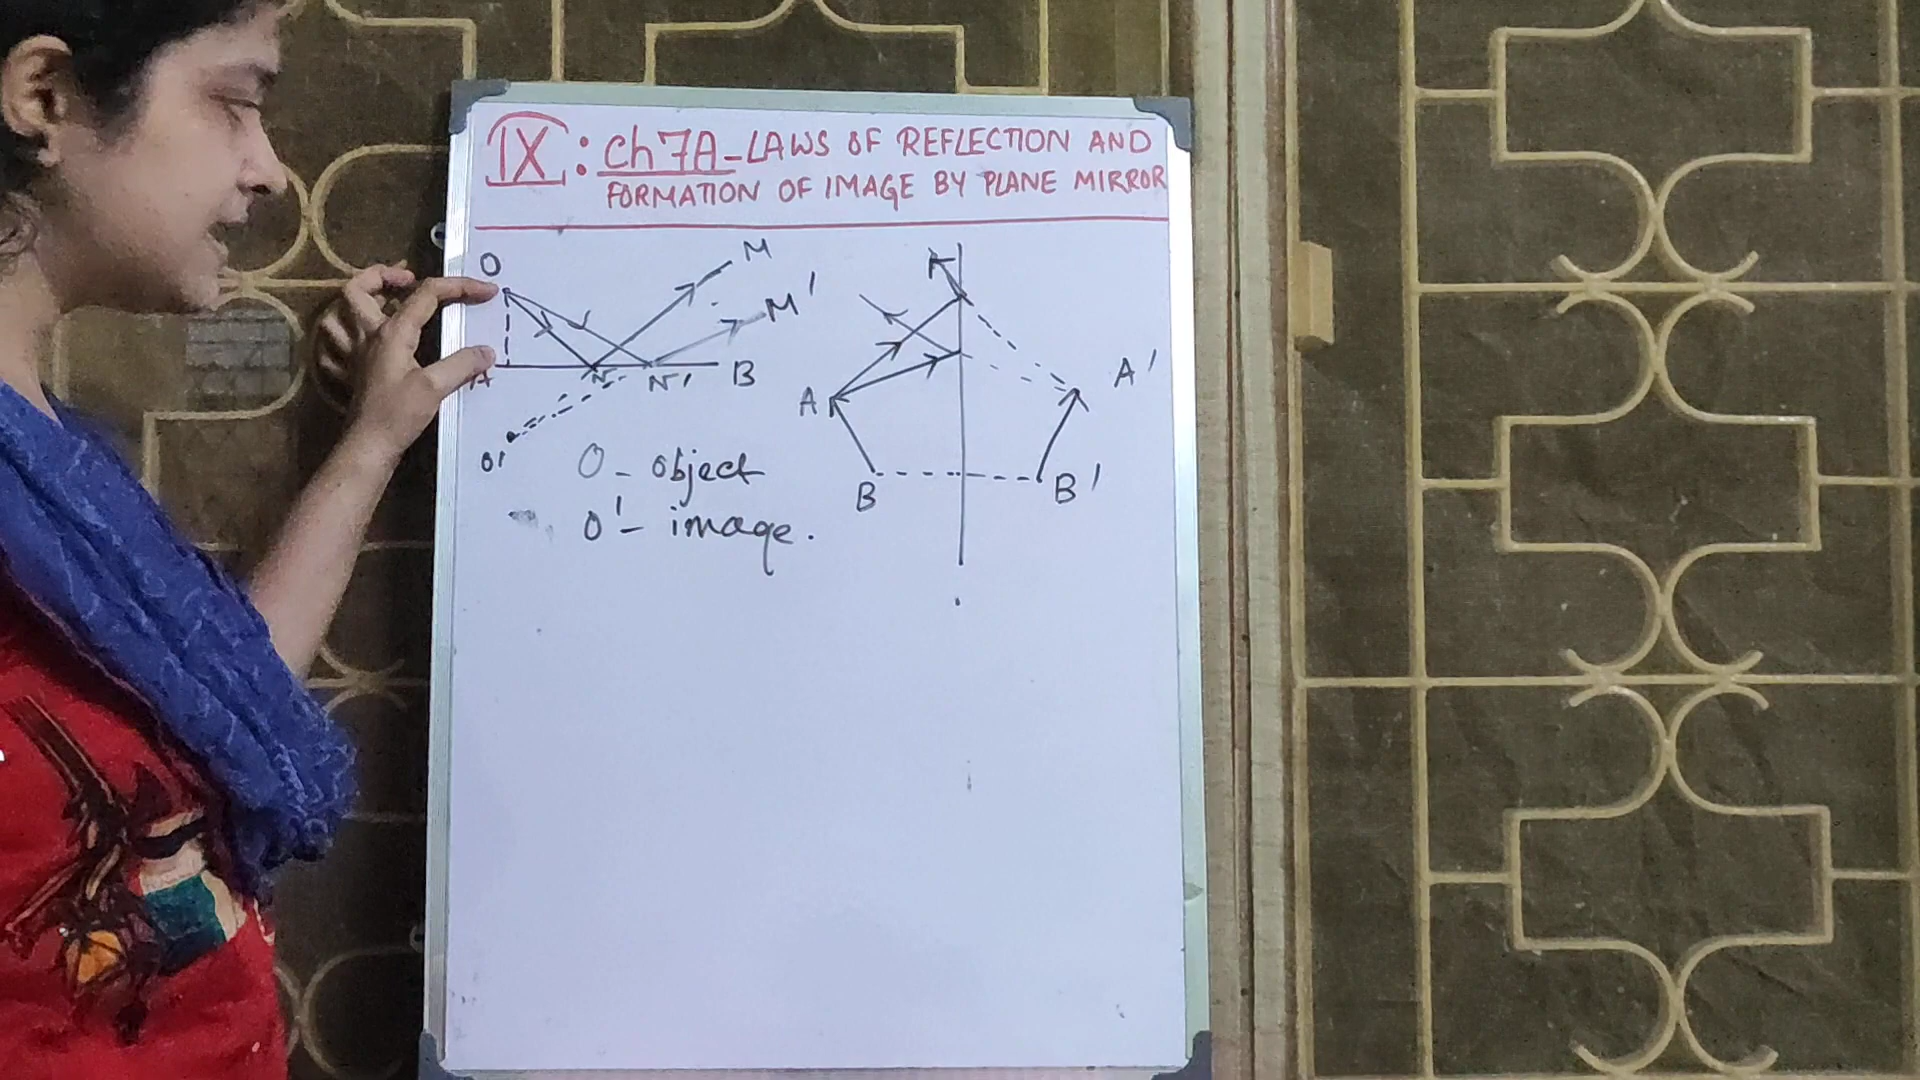 IX : Ch 7A - LAWS OF REFLECTION AND
FORMATION OF IMAGE BY PLANE MIRROR
O
M
M'
A
N
N'
B
O'
O - object
O' - image.
A
A'
B
B'